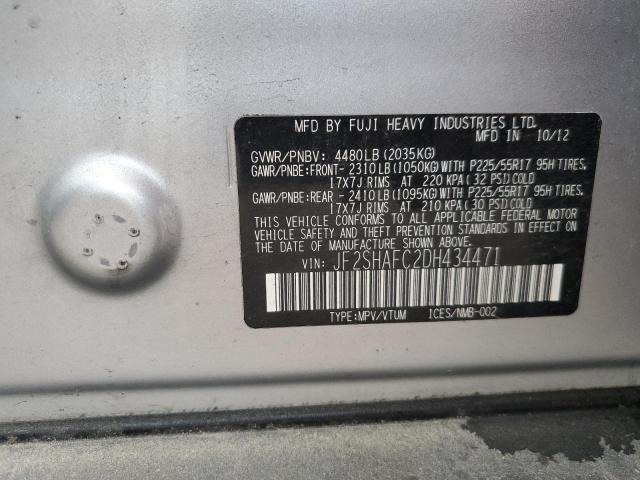 MFD BY FUJI HEAVY INDUSTRIES LTD.
MFD IN 10/12
GVWR/PNBV: 4480LB(2035KG)
GAWR/PNBE:FRONT- 2310LB(1050KG)WITH P225/55R17 95H TIRES.
17X7J RIMS AT 220 KPA(32 PSI)COLD
GAWR/PNBE:REAR - 2410LB(1095KG)WITH P225/55R17 95H TIRES.
17X7J RIMS AT 210 KPA(30 PSI)COLD
THIS VEHICLE CONFORMS TO ALL APPLICABLE FEDERAL MOTOR
VEHICLE SAFETY AND BUMPER STANDARDS IN EFFECT ON
THE DATE OF MANUFACTURE SHOWN ABOVE.
VIN: JF2SHAFC2DH434471
TYPE:MPV/VTUM ICES/NMB-002